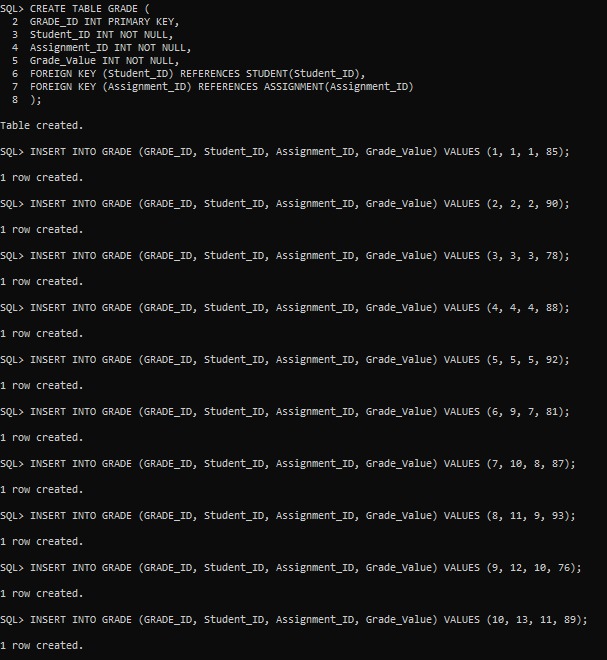 SQL> CREATE TABLE GRADE (
  2  GRADE_ID INT PRIMARY KEY,
  3  Student_ID INT NOT NULL,
  4  Assignment_ID INT NOT NULL,
  5  Grade_Value INT NOT NULL,
  6  FOREIGN KEY (Student_ID) REFERENCES STUDENT(Student_ID),
  7  FOREIGN KEY (Assignment_ID) REFERENCES ASSIGNMENT(Assignment_ID)
  8  );
Table created.
SQL> INSERT INTO GRADE (GRADE_ID, Student_ID, Assignment_ID, Grade_Value) VALUES (1, 1, 1, 85);
1 row created.
SQL> INSERT INTO GRADE (GRADE_ID, Student_ID, Assignment_ID, Grade_Value) VALUES (2, 2, 2, 90);
1 row created.
SQL> INSERT INTO GRADE (GRADE_ID, Student_ID, Assignment_ID, Grade_Value) VALUES (3, 3, 3, 78);
1 row created.
SQL> INSERT INTO GRADE (GRADE_ID, Student_ID, Assignment_ID, Grade_Value) VALUES (4, 4, 4, 88);
1 row created.
SQL> INSERT INTO GRADE (GRADE_ID, Student_ID, Assignment_ID, Grade_Value) VALUES (5, 5, 5, 92);
1 row created.
SQL> INSERT INTO GRADE (GRADE_ID, Student_ID, Assignment_ID, Grade_Value) VALUES (6, 9, 7, 81);
1 row created.
SQL> INSERT INTO GRADE (GRADE_ID, Student_ID, Assignment_ID, Grade_Value) VALUES (7, 10, 8, 87);
1 row created.
SQL> INSERT INTO GRADE (GRADE_ID, Student_ID, Assignment_ID, Grade_Value) VALUES (8, 11, 9, 93);
1 row created.
SQL> INSERT INTO GRADE (GRADE_ID, Student_ID, Assignment_ID, Grade_Value) VALUES (9, 12, 10, 76);
1 row created.
SQL> INSERT INTO GRADE (GRADE_ID, Student_ID, Assignment_ID, Grade_Value) VALUES (10, 13, 11, 89);
1 row created.